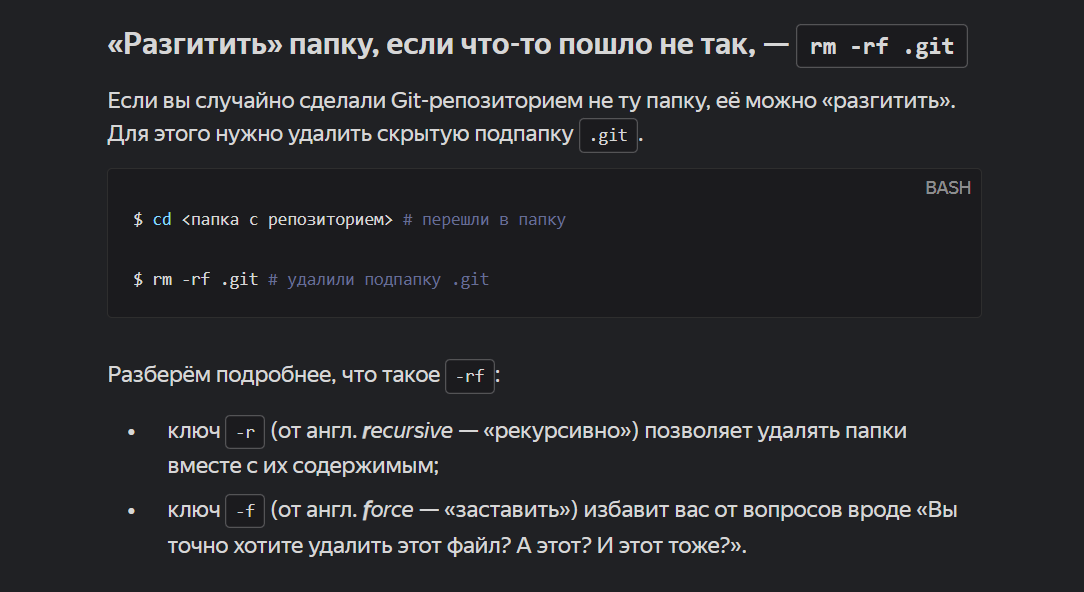 «Разгитить» папку, если что-то пошло не так, — rm -rf .git
Если вы случайно сделали Git-репозиторием не ту папку, её можно «разгитить».
Для этого нужно удалить скрытую подпапку .git.
BASH
$ cd <папка с репозиторием> # перешли в папку
$ rm -rf .git # удалили подпапку .git
Разберём подробнее, что такое -rf:
• ключ -r (от англ. recursive — «рекурсивно») позволяет удалять папки
вместе с их содержимым;
• ключ -f (от англ. force — «заставить») избавит вас от вопросов вроде «Вы
точно хотите удалить этот файл? А этот? И этот тоже?».